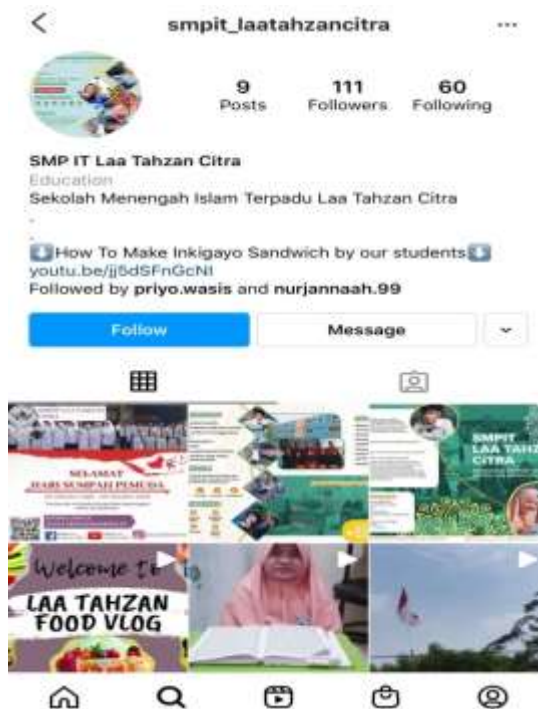 smpit_laatahzancitra
9 111 60
Posts Followers Following
SMP IT Laa Tahzan Citra
Education
Sekolah Menengah Islam Terpadu Laa Tahzan Citra
.
.
How To Make Inkigayo Sandwich by our students
youtu.be/jj5dSFnGcNI
Followed by priyo.wasis and nurjannaah.99
Follow Message
SELAMAT
HARI SUMPAH PEMUDA
SMPIT
LAA TAHZ
CITRA
Welcome to
LAA TAHZAN
FOOD VLOG